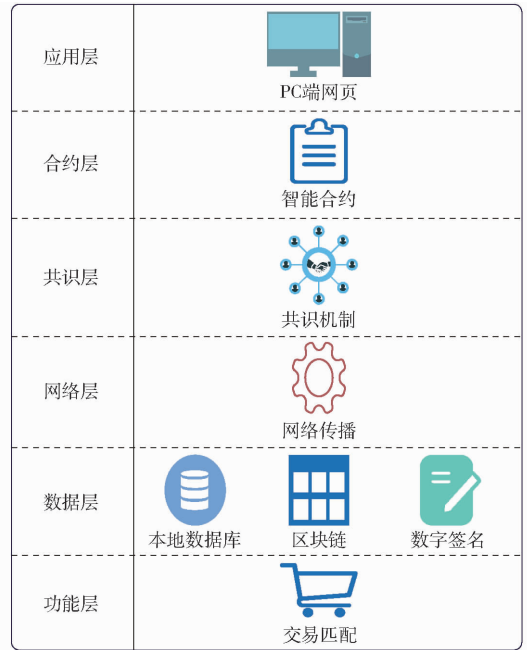 应用层
PC端网页
合约层
智能合约
共识层
共识机制
网络层
网络传播
数据层
本地数据库 区块链 数字签名
功能层
交易匹配